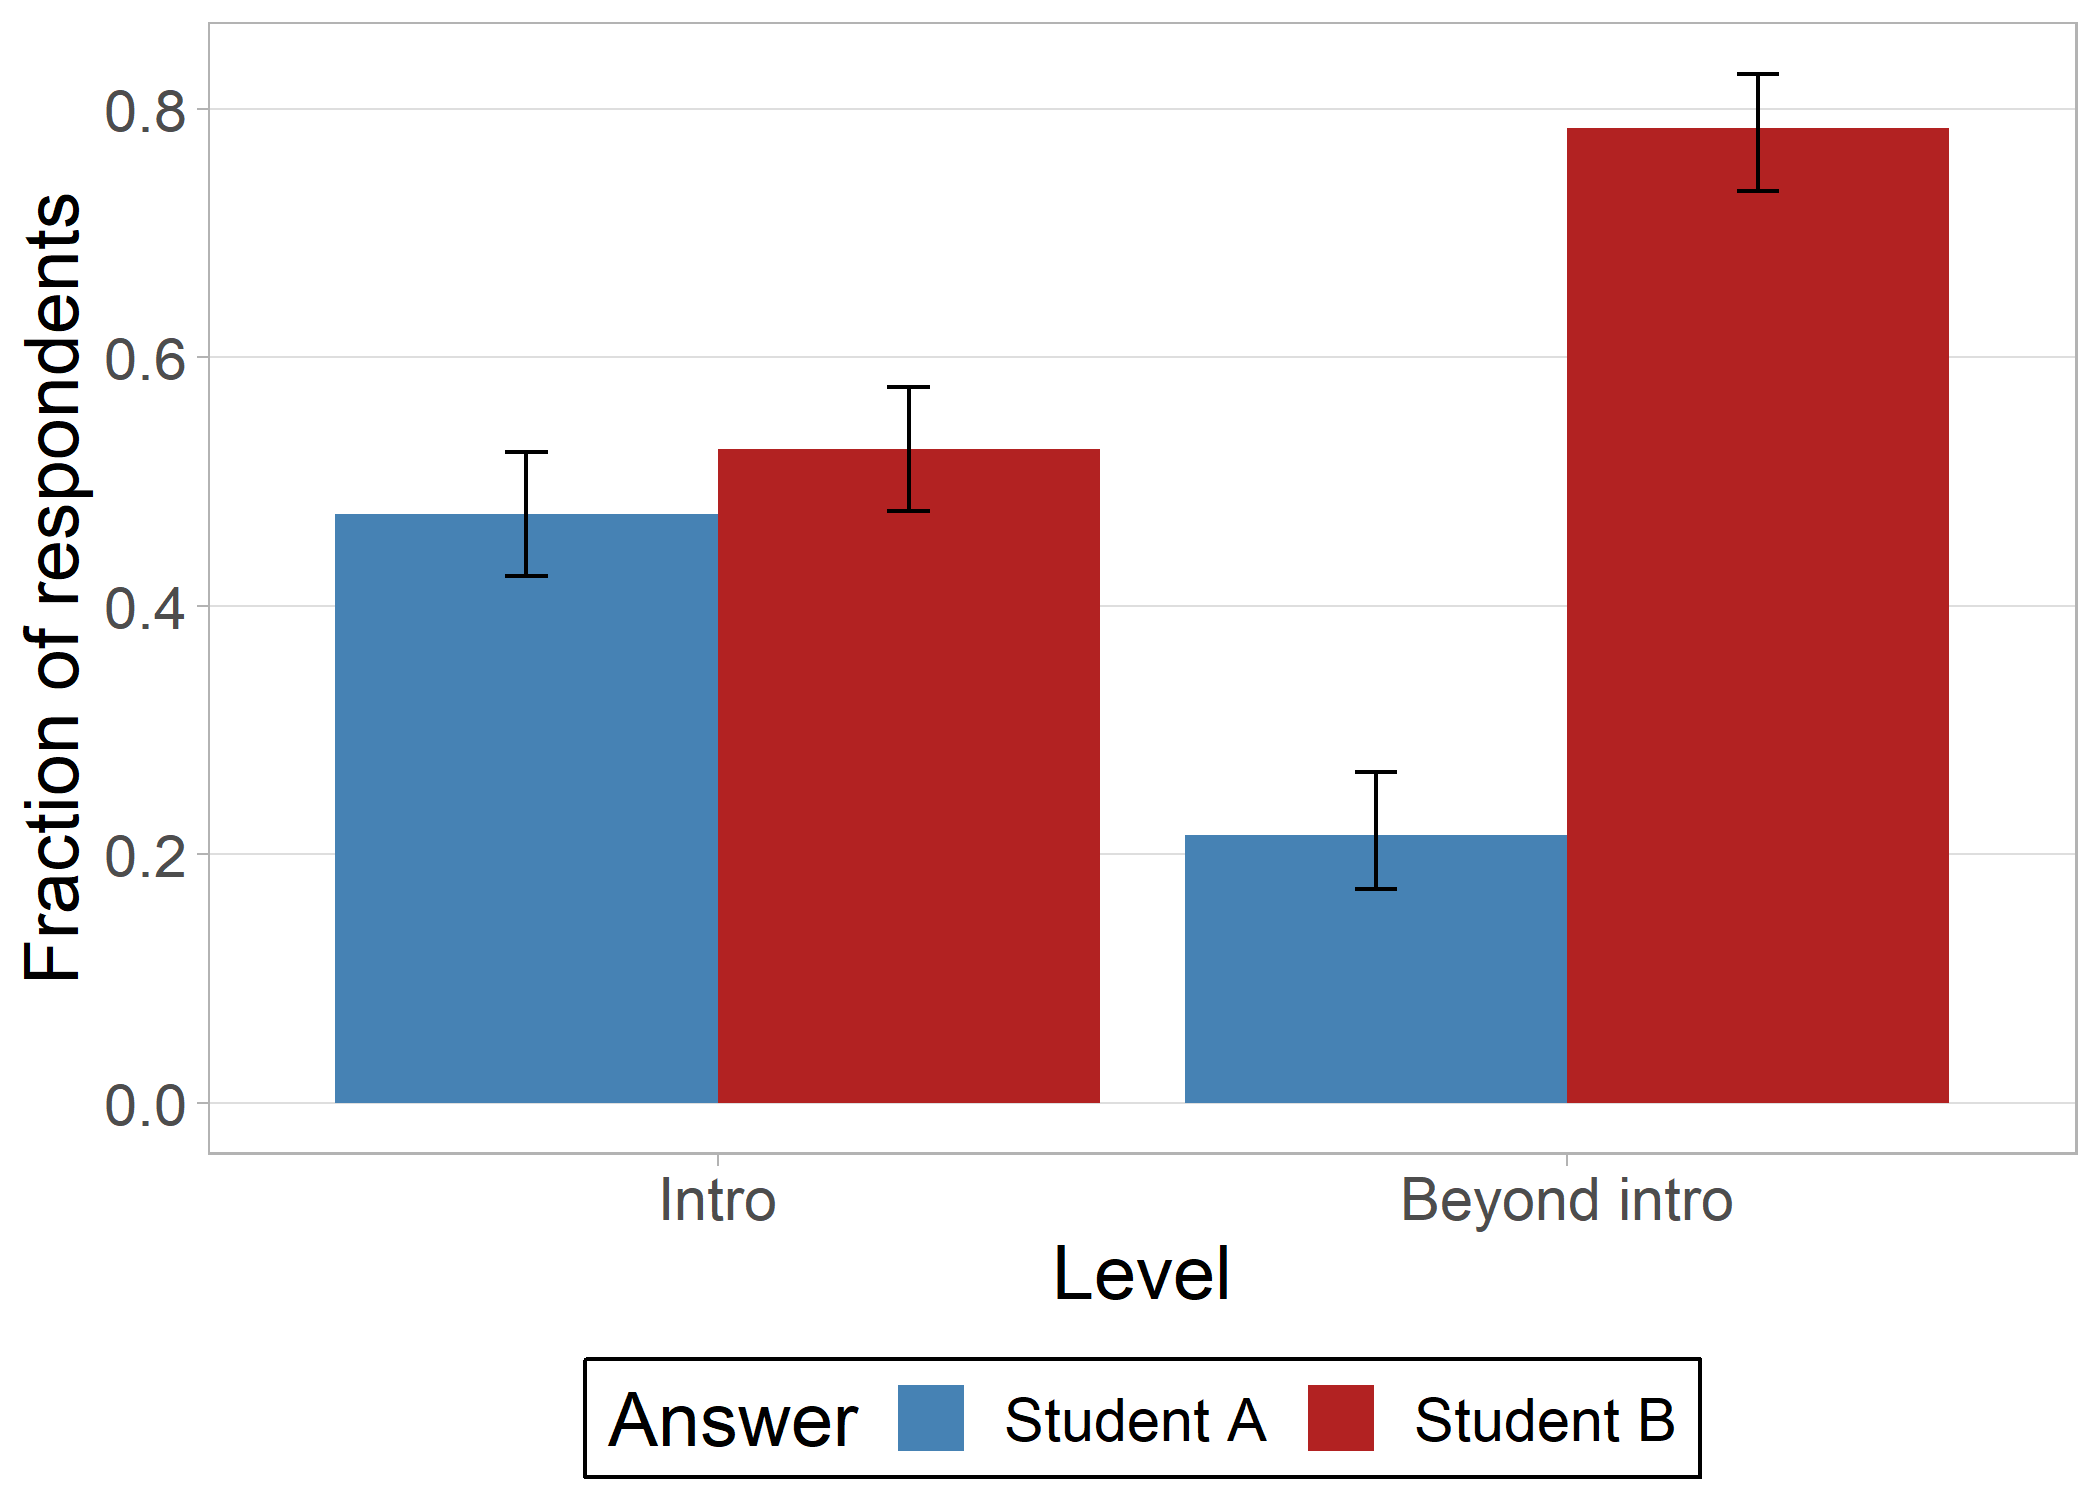 Fraction of respondents
0.8
0.6
0.4
0.2
0.0
Intro Beyond intro
Level
Answer Student A Student B